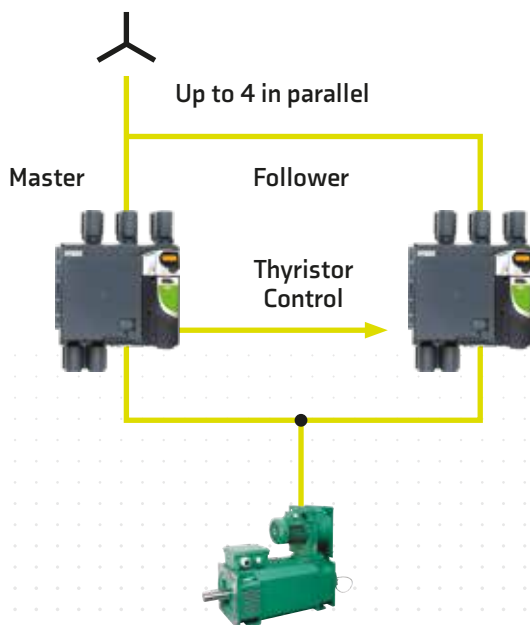 Up to 4 in parallel
Master
Follower
Thyristor
Control